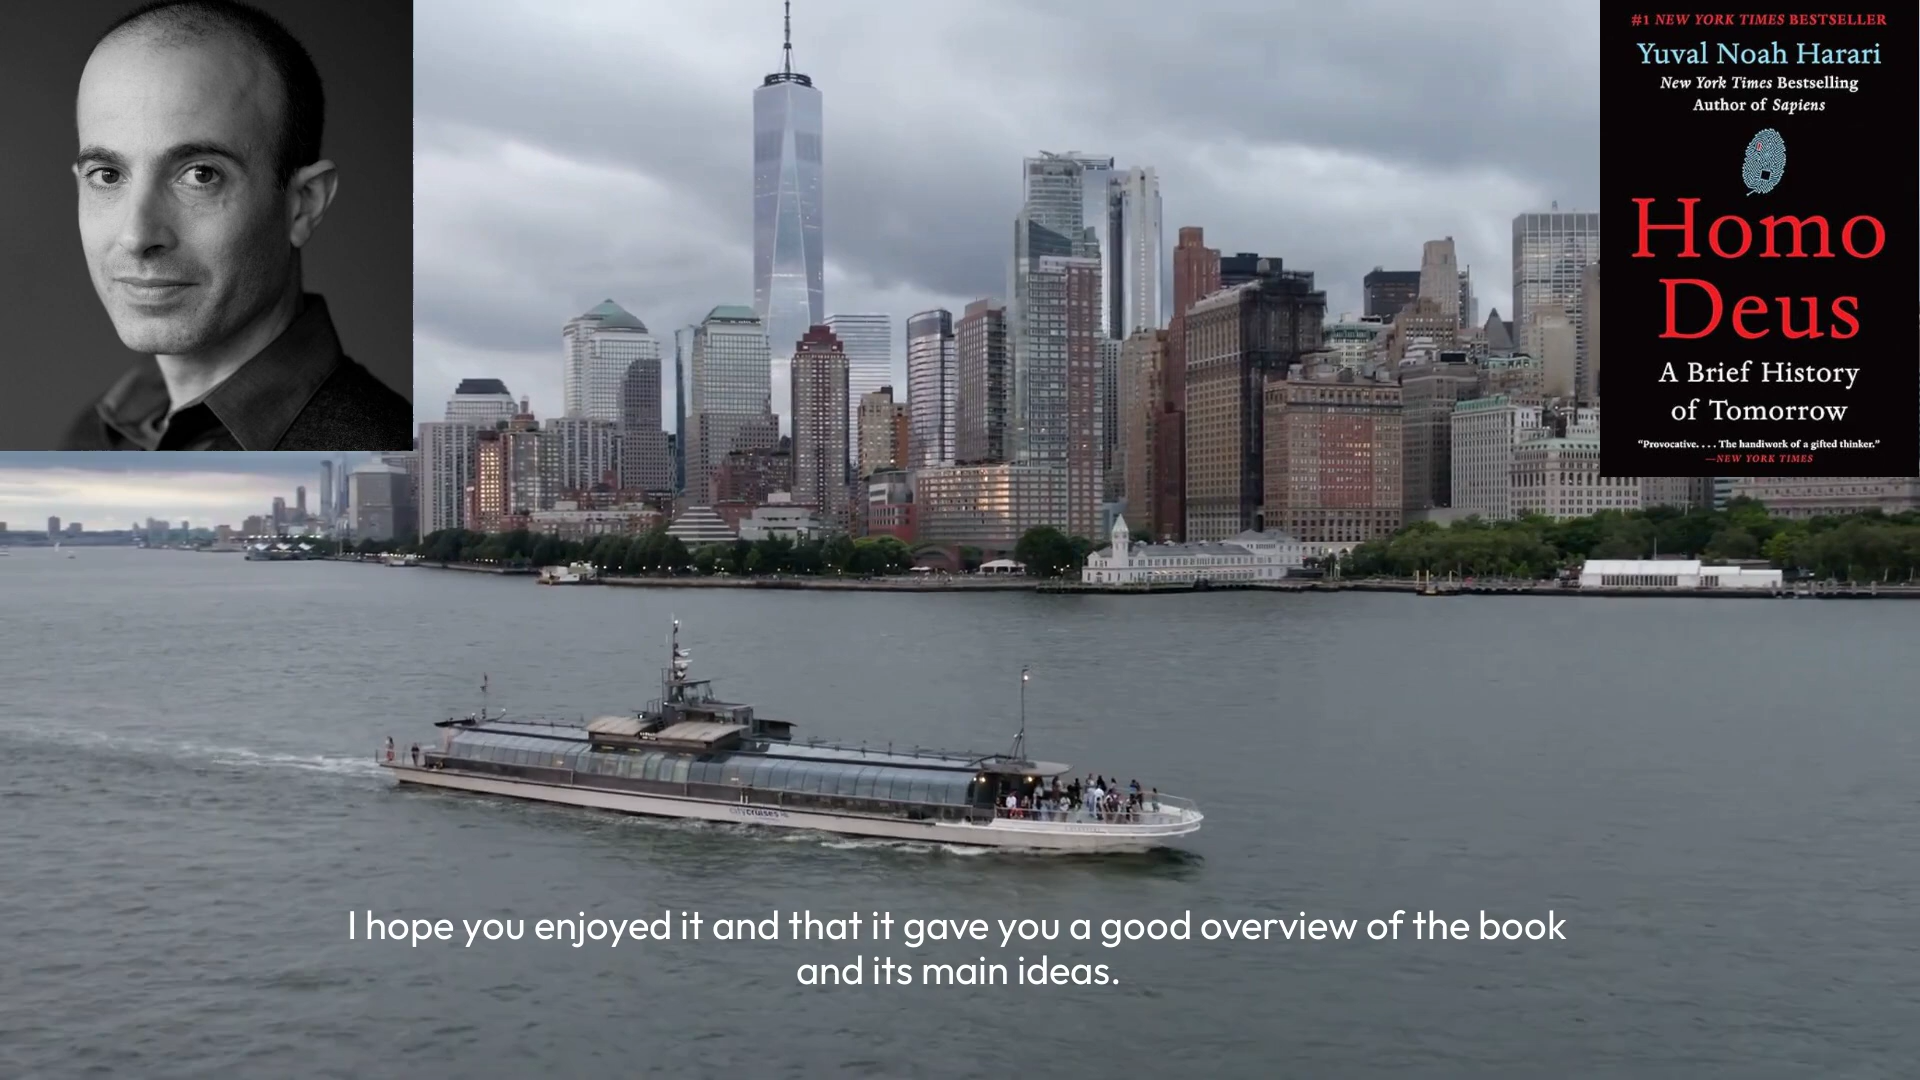 #1 NEW YORK TIMES BESTSELLER
Yuval Noah Harari
New York Times Bestselling
Author of Sapiens
Homo
Deus
A Brief History
of Tomorrow
“Provocative. . . . The handiwork of a gifted thinker.”
—NEW YORK TIMES
citycruises
I hope you enjoyed it and that it gave you a good overview of the book
and its main ideas.